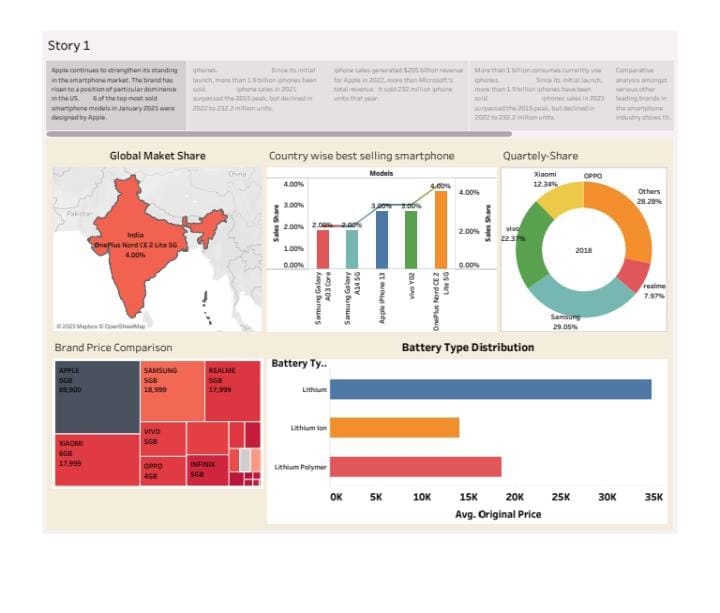 Story 1
Apple continues to strengthen its standing
in the smartphone market. The brand has
risen to a position of particular dominence
in the US. 6 of the top most sold
smartphone models in January 2021 were
designed by Apple.
iphones. Since its initial
launch, more than 1.9 billion iphones been
sold iphone sales in 2021
surpassed the 2015 peak, but declined in
2022 to 232.2 million units.
iphone sales generated $205 billion revenue
for Apple in 2022, more than Microsoft's
total revenue. It sold 232 million iphone
units that year.
More than 1 billion consumes currently use
iphones. Since its initial launch,
more than 1.9 billion iphones have been
sold iphones sales in 2021
surpassed the 2015 peak, but declined in
2022 to 232.2 million units.
Comparative
analysis amongst
various other
leading brands in
the smartphone
industry shows th..
Global Maket Share
China
Pakistan
India
OnePlus Nord CE 2 Lite 5G
4.00%
© 2023 Mapbox © OpenStreetMap
Country wise best selling smartphone
Models
Sales Share
4.00%
3.00%
2.00%
1.00%
0.00%
2.00%
2.00%
3.00%
3.00%
4.00%
4.00%
2.00%
0.00%
Sales Share
Samsung Galaxy
A03 Core
Samsung Galaxy
A14 5G
Apple iPhone 13
vivo Y02
OnePlus Nord CE 2
Lite 5G
Quartely-Share
Xiaomi
12.34%
OPPO
Others
28.28%
vivo
22.37%
2018
realme
7.97%
Samsung
29.05%
Brand Price Comparison
APPLE
0GB
89,900
SAMSUNG
5GB
18,999
REALME
5GB
17,999
XIAOMI
6GB
17,999
VIVO
5GB
OPPO
4GB
INFINIX
5GB
Battery Type Distribution
Battery Ty..
Lithium
Lithium Ion
Lithium Polymer
0K 5K 10K 15K 20K 25K 30K 35K
Avg. Original Price